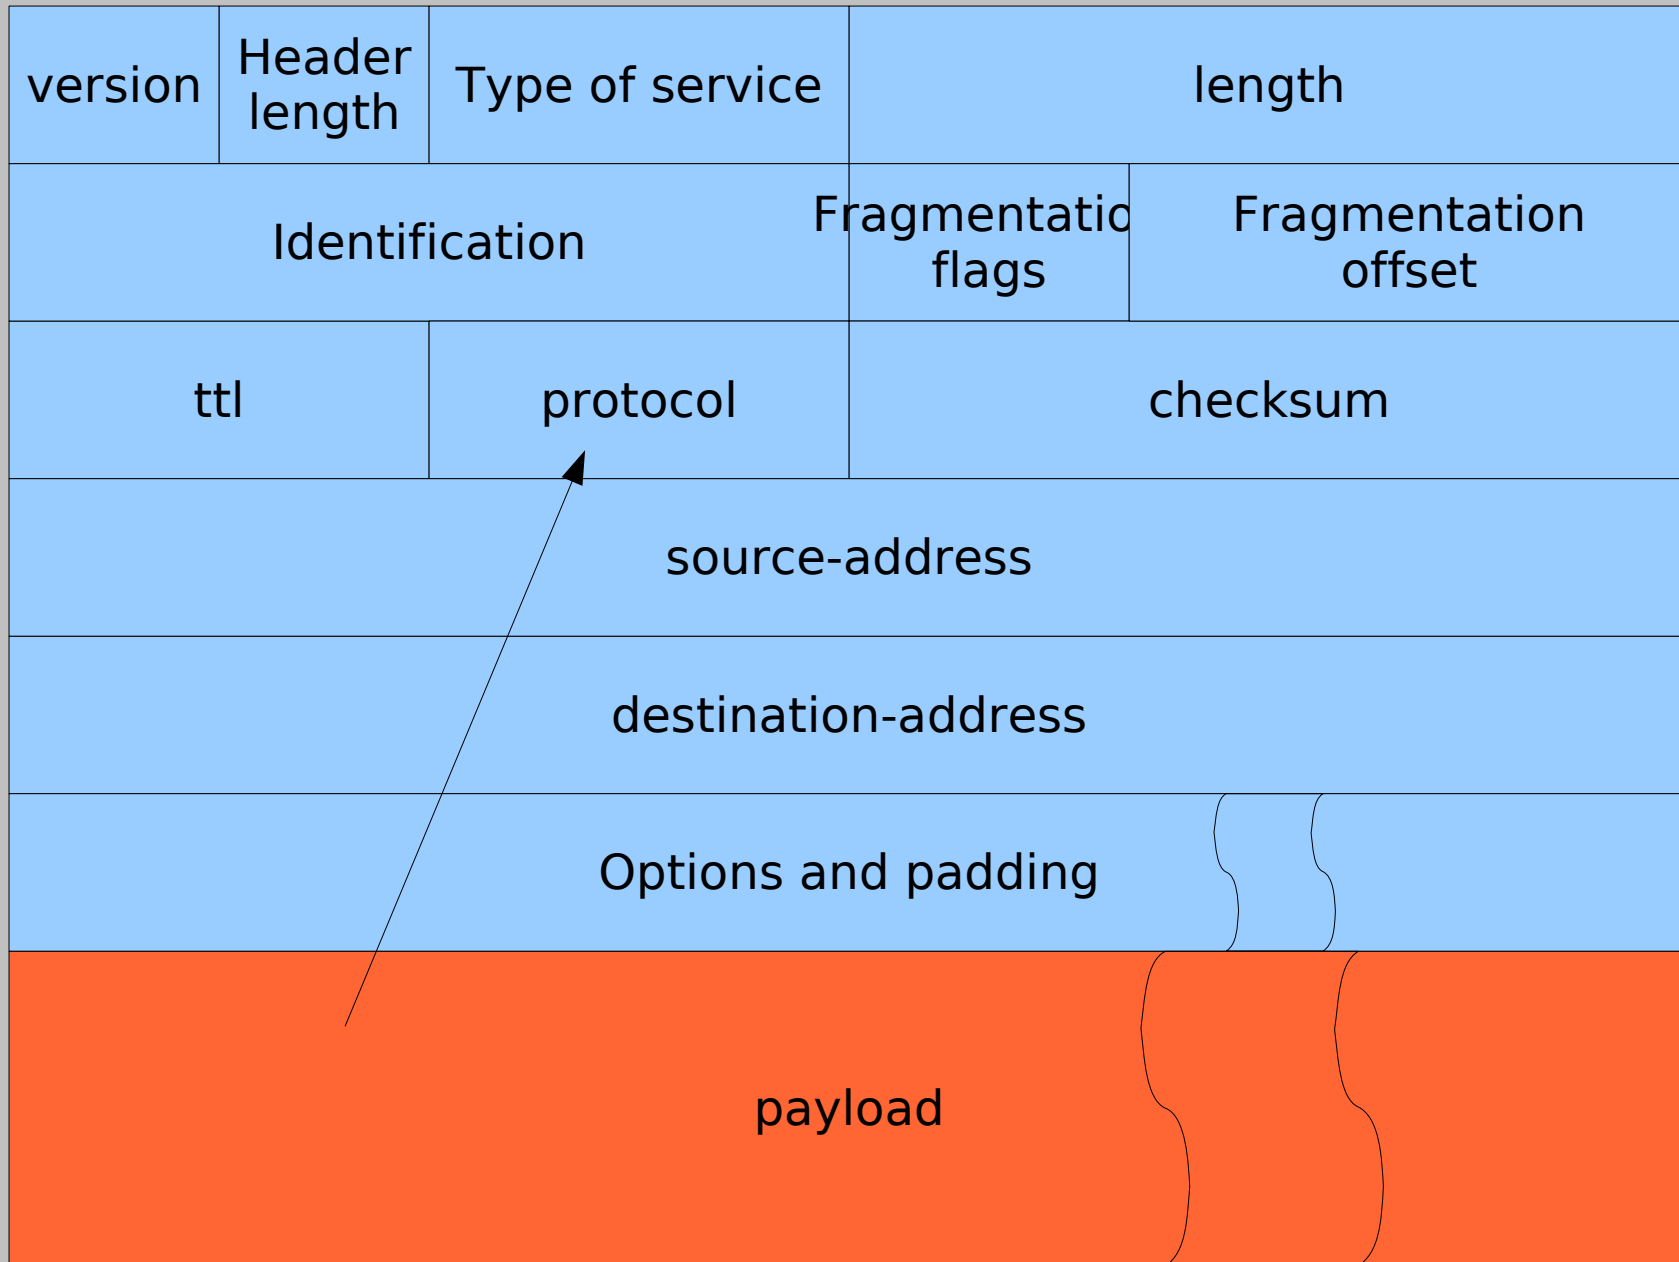 version
Header
length
Type of service
length
Identification
Fragmentatio
flags
Fragmentation
offset
ttl
protocol
checksum
source-address
destination-address
Options and padding
payload